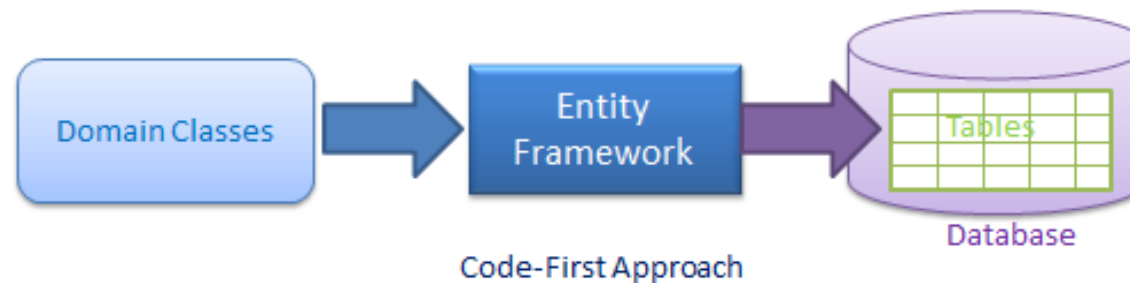 Domain Classes
Entity
Framework
Tables
Database
Code-First Approach